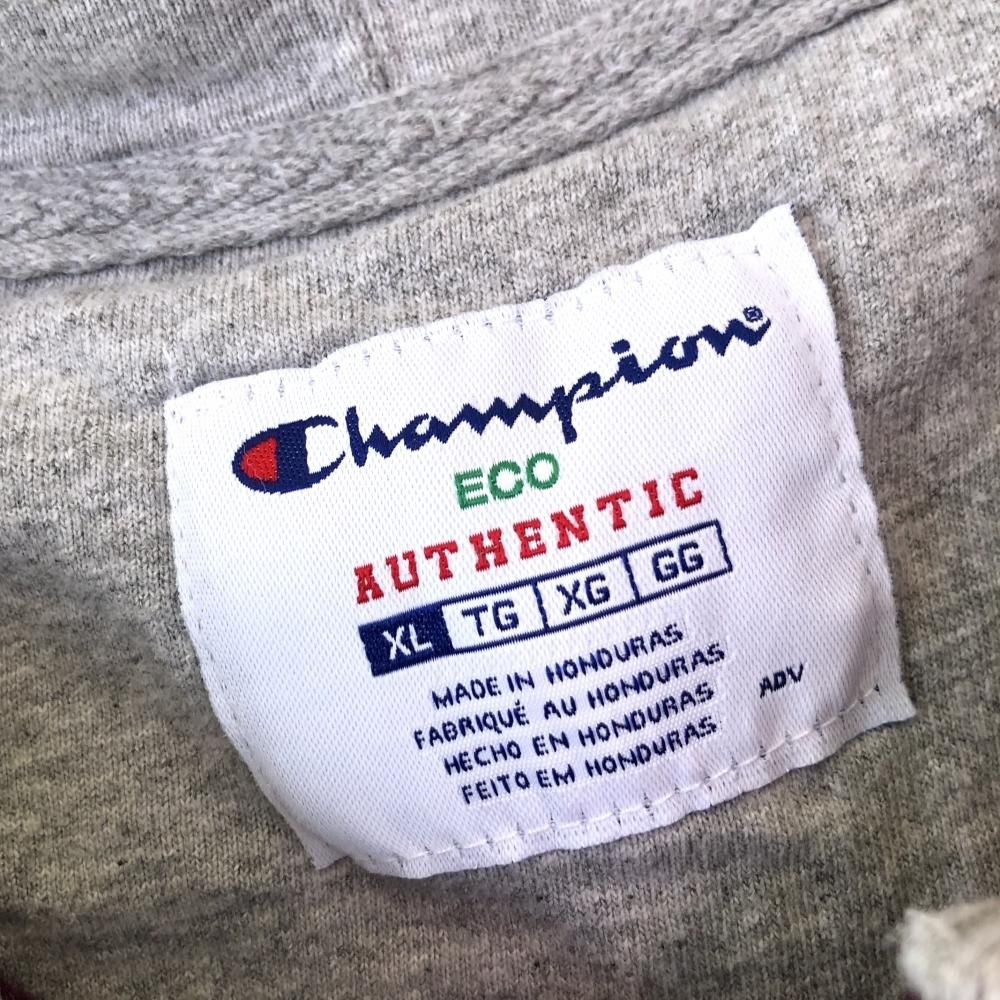 Champion®
ECO
AUTHENTIC
XL TG XG GG
MADE IN HONDURAS
FABRIQUÉ AU HONDURAS
HECHO EN HONDURAS
FEITO EM HONDURAS
ADV